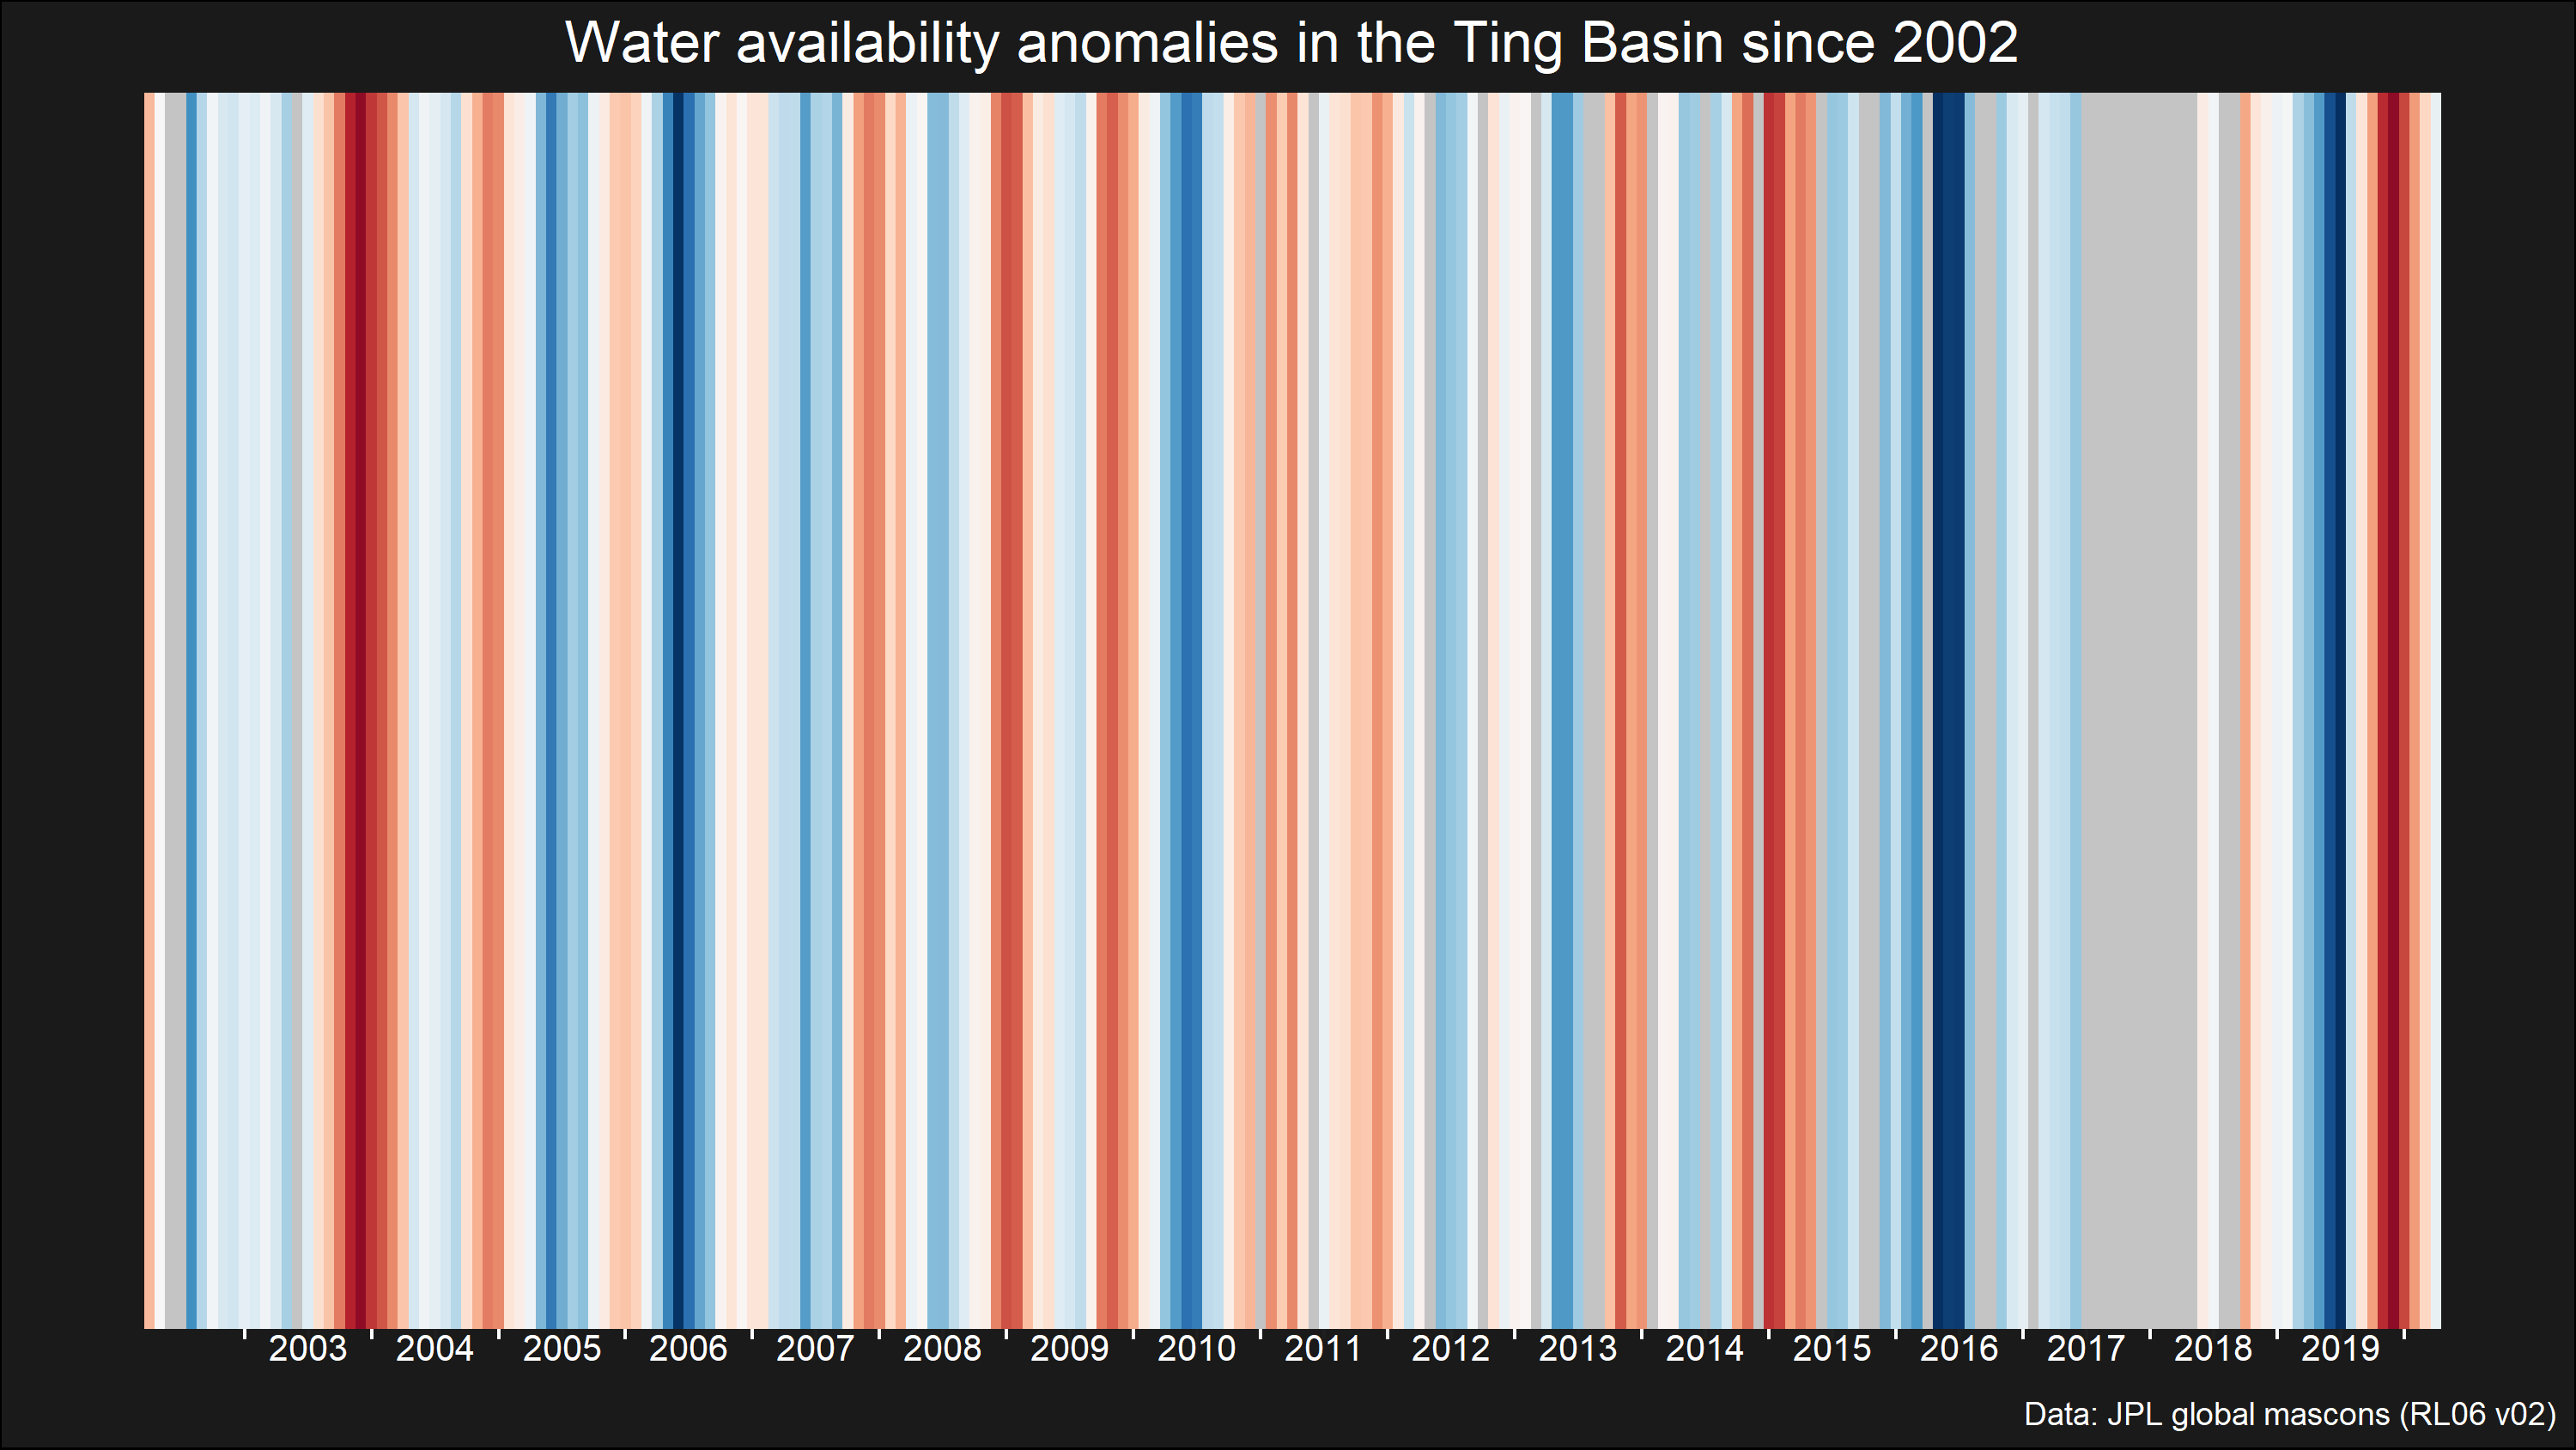 Water availability anomalies in the Ting Basin since 2002
2003 2004 2005 2006 2007 2008 2009 2010 2011 2012 2013 2014 2015 2016 2017 2018 2019
Data: JPL global mascons (RL06 v02)